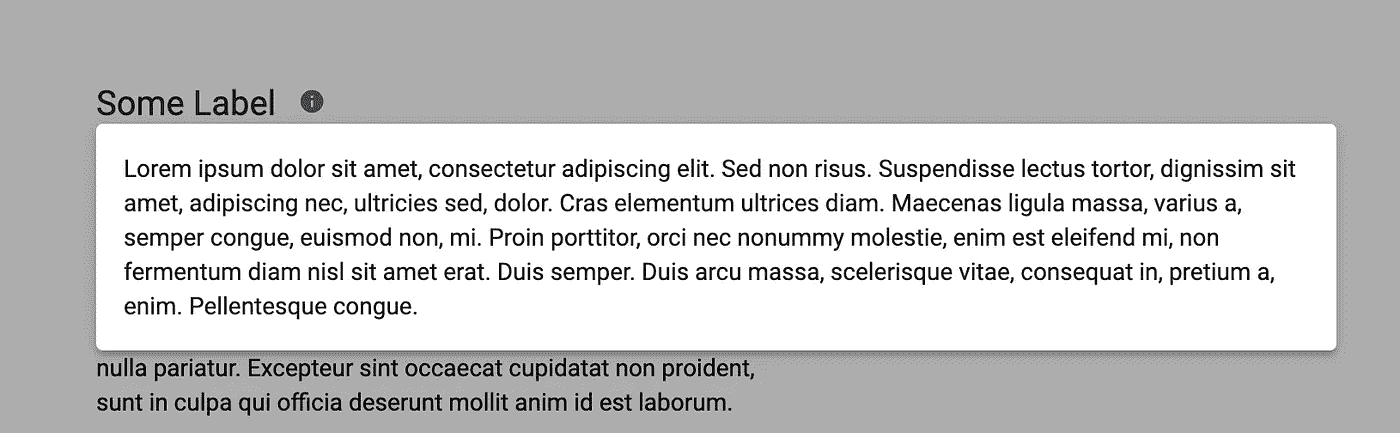 Some Label
Lorem ipsum dolor sit amet, consectetur adipiscing elit. Sed non risus. Suspendisse lectus tortor, dignissim sit
amet, adipiscing nec, ultricies sed, dolor. Cras elementum ultrices diam. Maecenas ligula massa, varius a,
semper congue, euismod non, mi. Proin porttitor, orci nec nonummy molestie, enim est eleifend mi, non
fermentum diam nisl sit amet erat. Duis semper. Duis arcu massa, scelerisque vitae, consequat in, pretium a,
enim. Pellentesque congue.
nulla pariatur. Excepteur sint occaecat cupidatat non proident,
sunt in culpa qui officia deserunt mollit anim id est laborum.